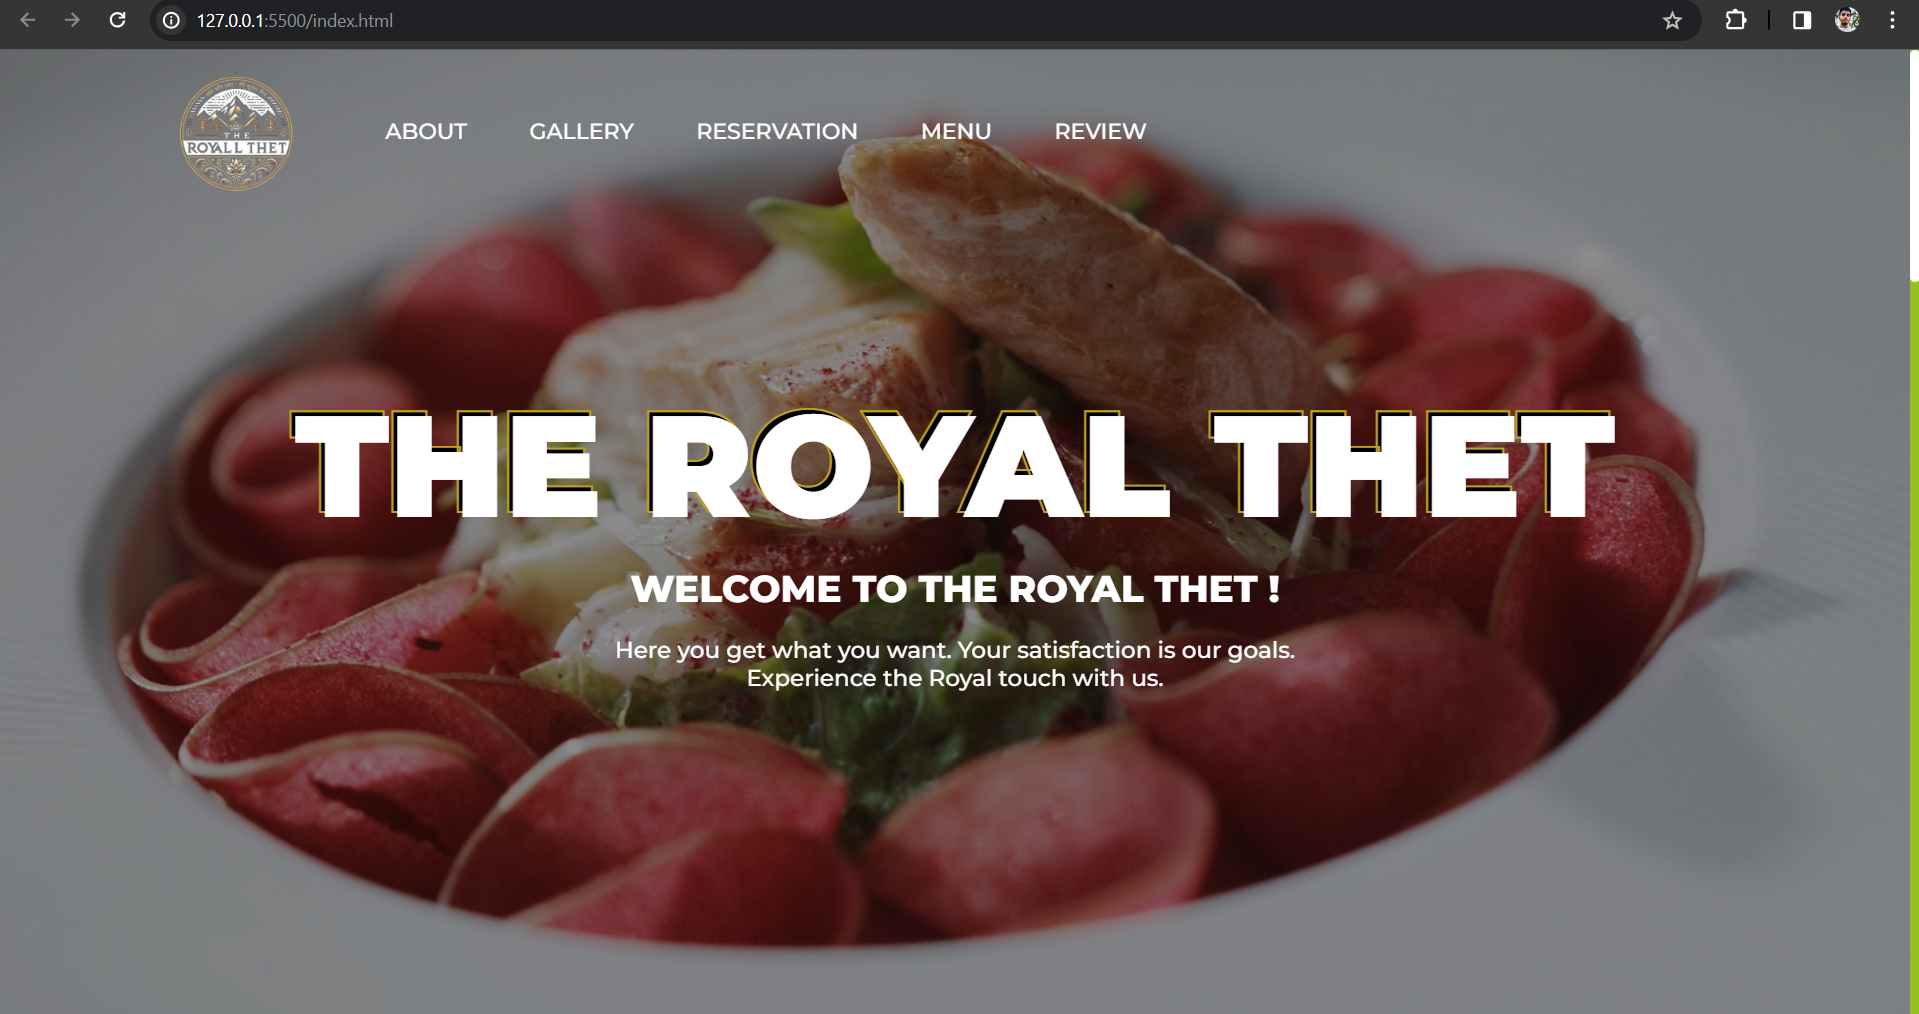 127.0.0.1:5500/index.html
THE
ROYALL THET
ABOUT GALLERY RESERVATION MENU REVIEW
THE ROYAL THET
WELCOME TO THE ROYAL THET !
Here you get what you want. Your satisfaction is our goals.
Experience the Royal touch with us.